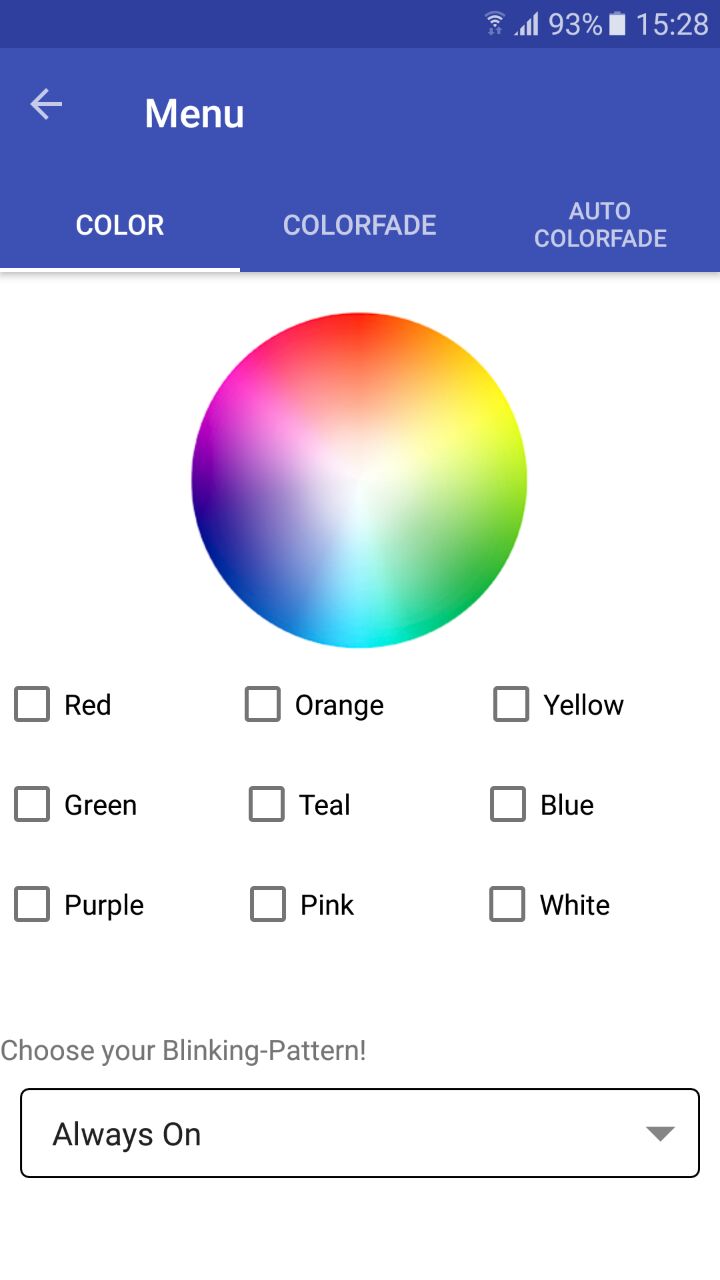 93% 15:28
Menu
COLOR COLORFADE AUTO COLORFADE
Red Orange Yellow
Green Teal Blue
Purple Pink White
Choose your Blinking-Pattern!
Always On